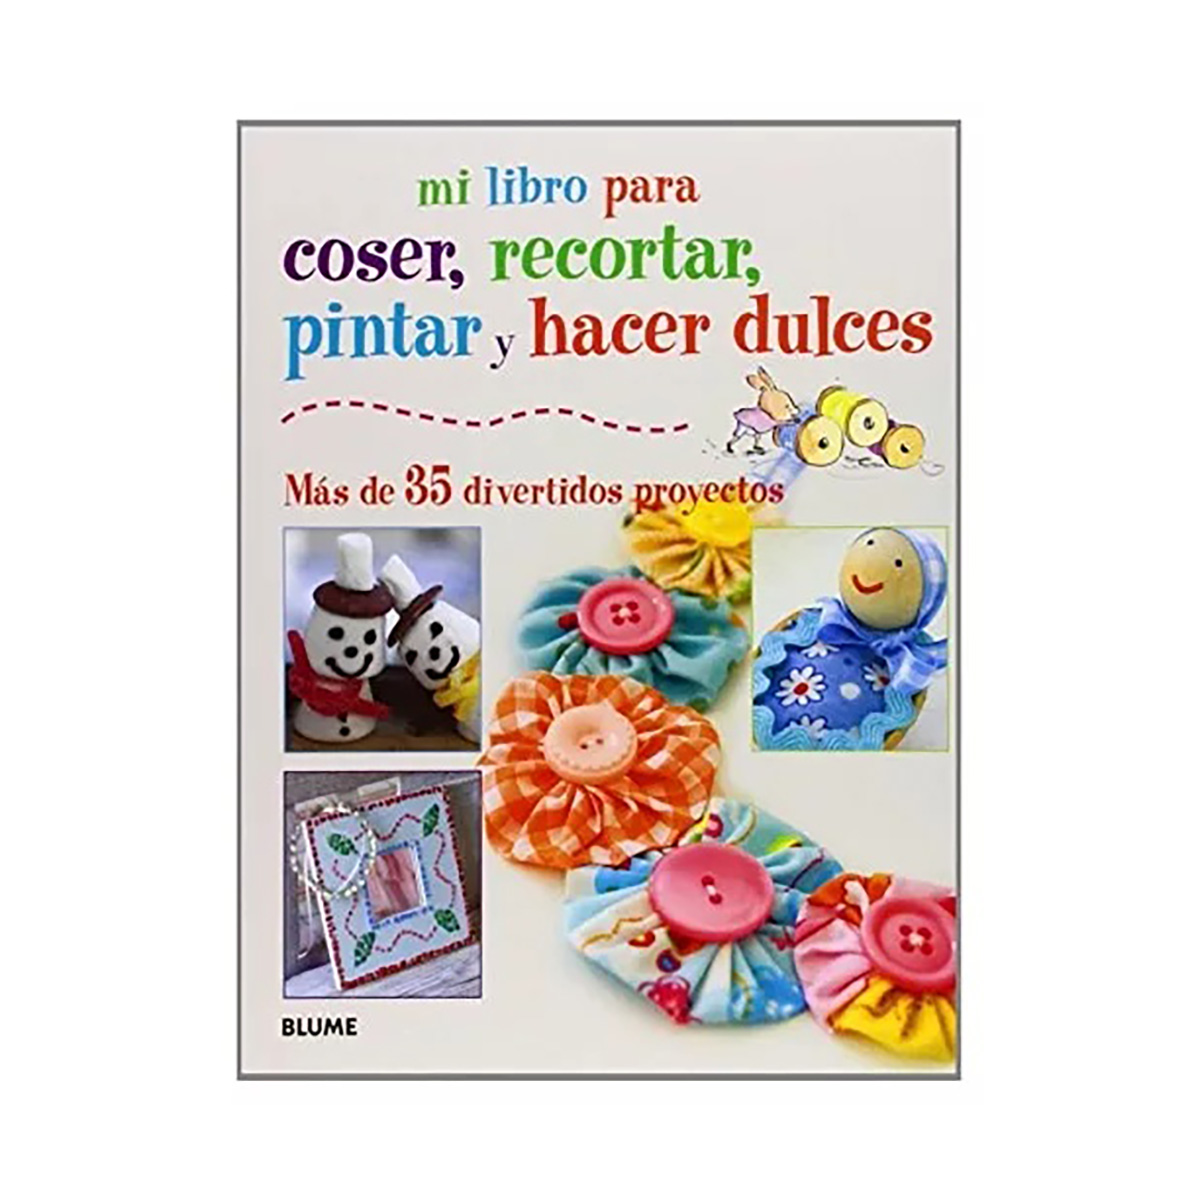 mi libro para
coser, recortar,
pintar y hacer dulces
Más de 35 divertidos proyectos
BLUME